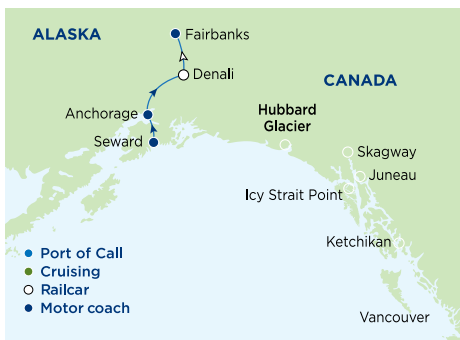 ALASKA
Fairbanks
Denali
CANADA
Anchorage
Hubbard
Glacier
Seward
Skagway
Juneau
Icy Strait Point
Ketchikan
Port of Call
Cruising
Railcar
Motor coach
Vancouver